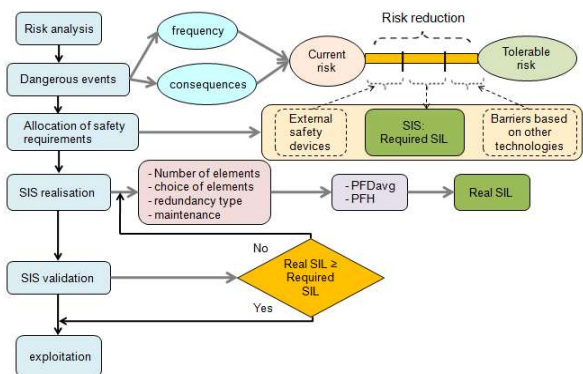 Risk analysis
frequency
Risk reduction
Current
risk
Tolerable
risk
Dangerous events
consequences
Allocation of safety
requirements
External
safety
devices
SIS:
Required SIL
Barriers based
on other
technologies
SIS realisation
- Number of elements
- choice of elements
- redundancy type
- maintenance
- PFDavg
- PFH
Real SIL
No
SIS validation
Real SIL ≥
Required
SIL
Yes
exploitation